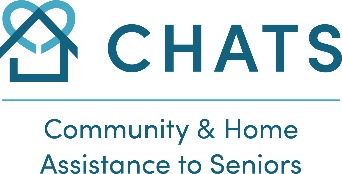 CHATS
Community & Home
Assistance to Seniors